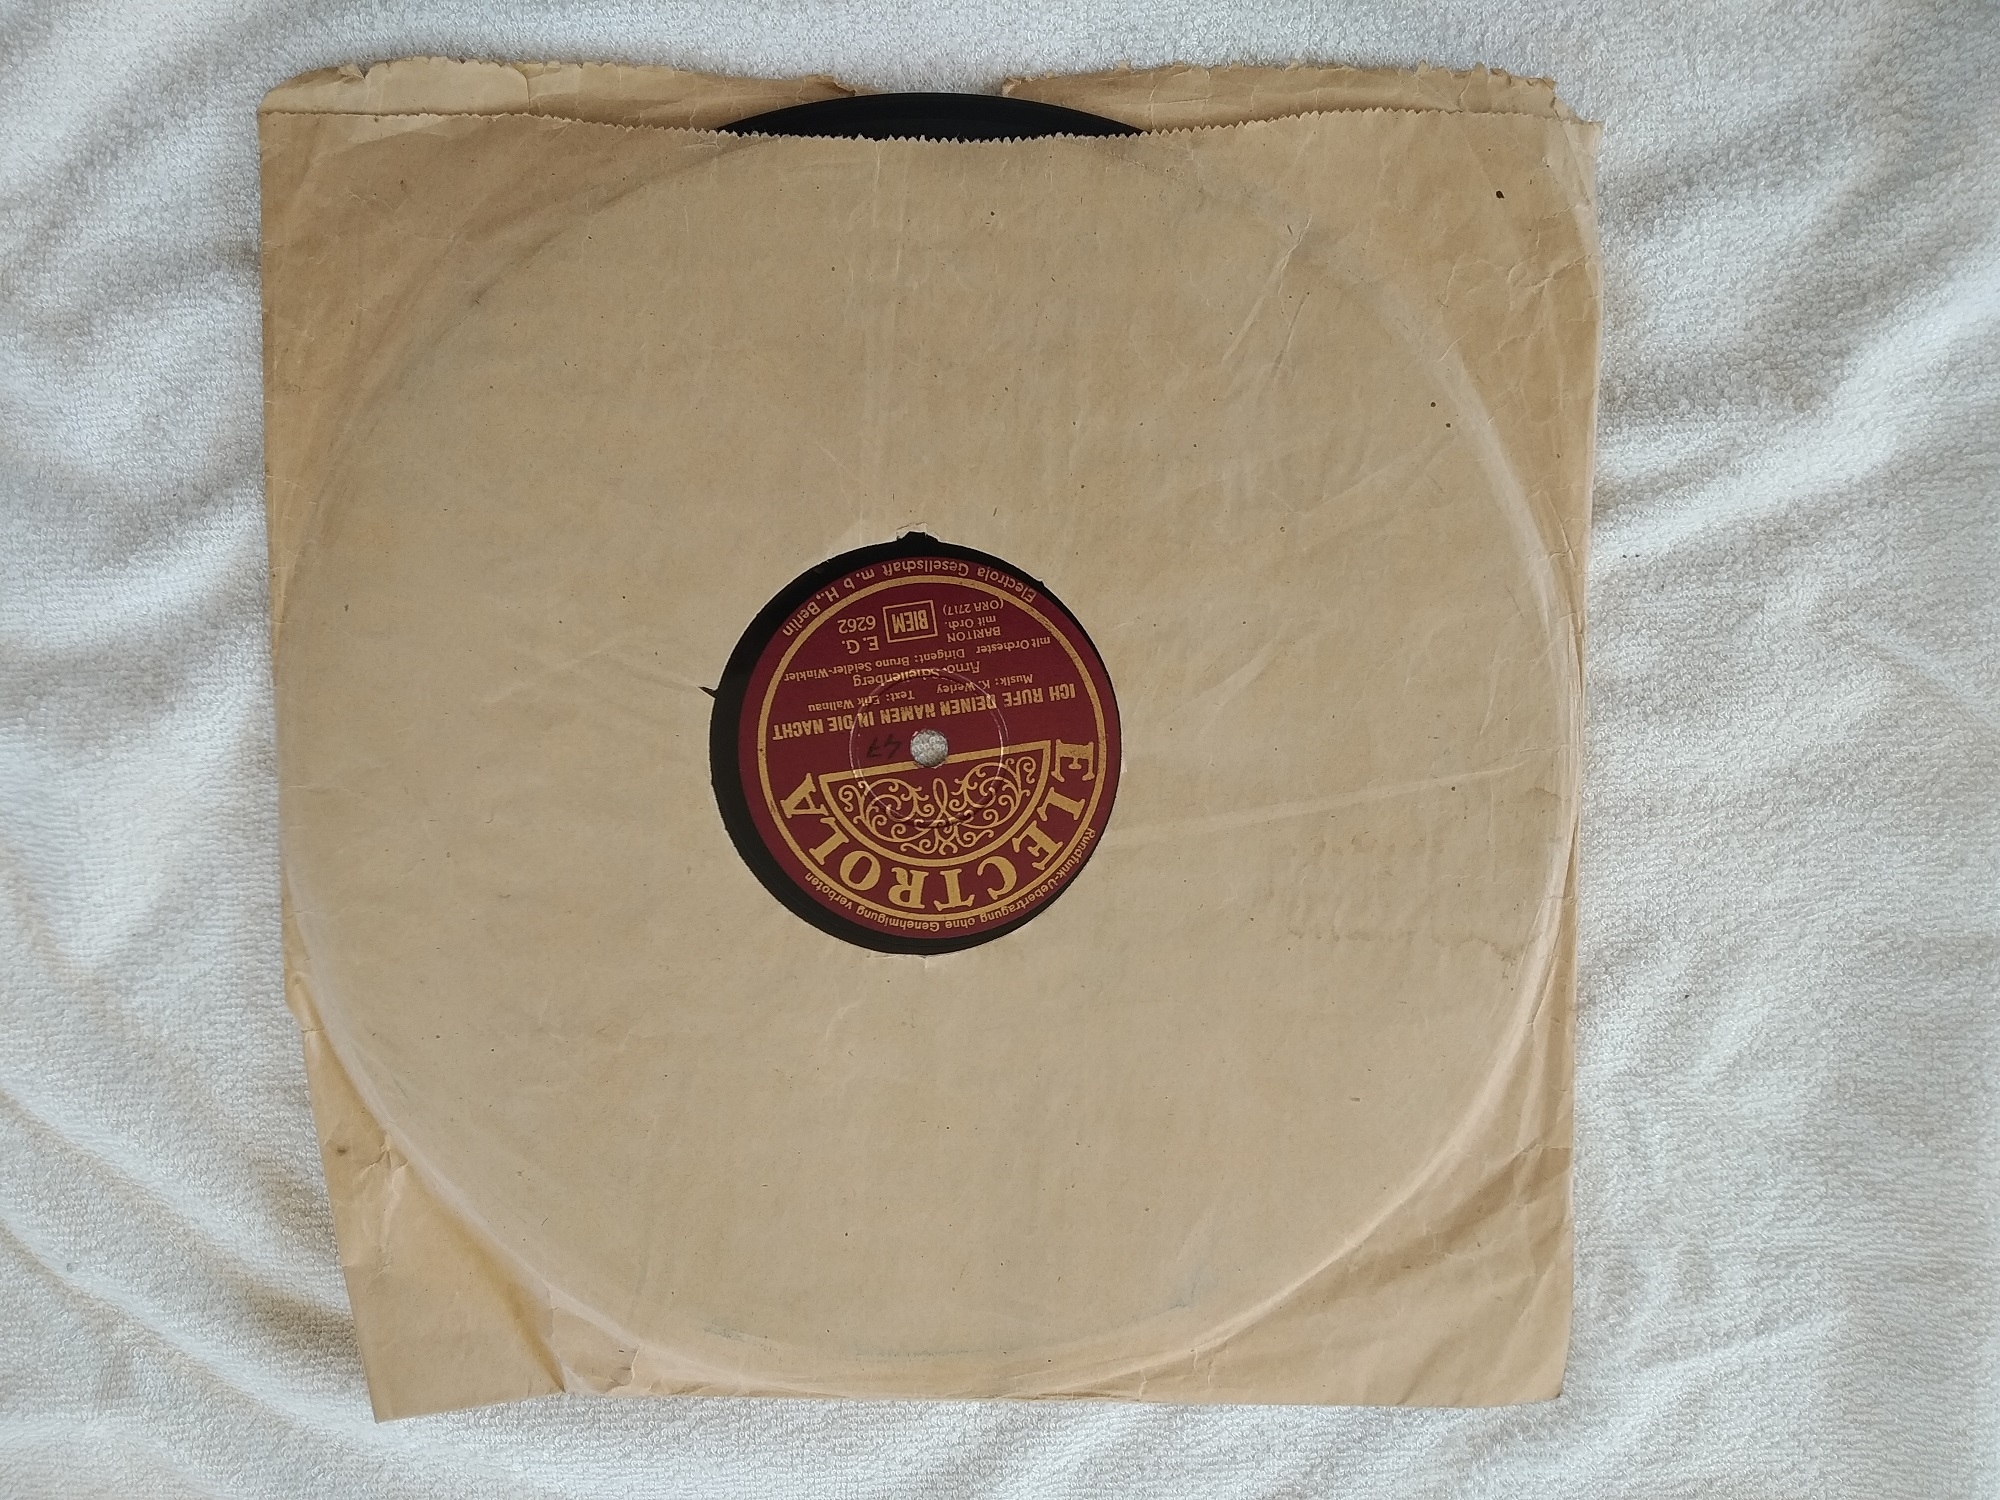 Rundfunk-Uebertragung ohne Genehmigung verboten
ELECTROLA
47
ICH RUFE DEINEN NAMEN IN DIE NACHT
Musik: K. Werley Text: Erik Wallnau
Arno Schellenberg
mit Orchester Dirigent: Bruno Seidler-Winkler
BARITON
mit Orch.
(ORA 2717)
BIEM
E. G.
6262
Electrola Gesellschaft m. b H., Berlin